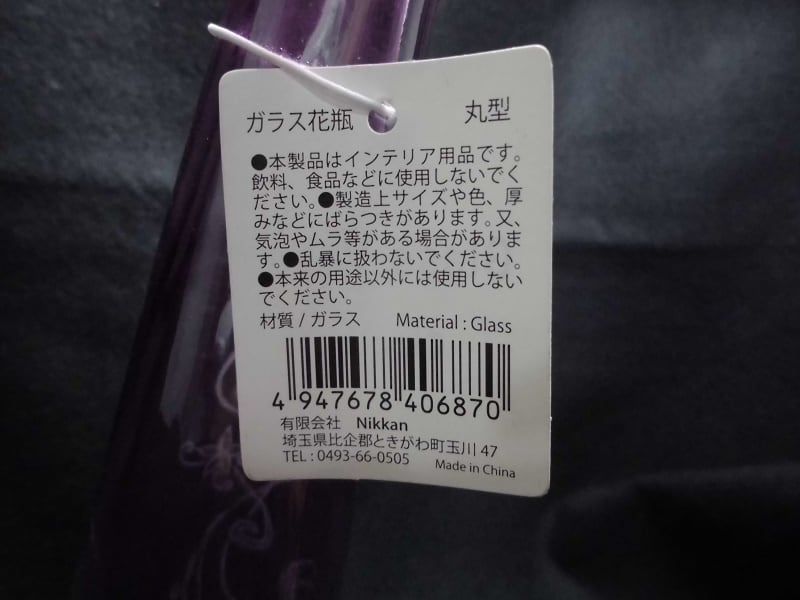 ガラス花瓶 丸型
●本製品はインテリア用品です。
飲料、食品などに使用しないでく
ださい。●製造上サイズや色、厚
みなどにばらつきがあります。又、
気泡やムラ等がある場合がありま
す。●乱暴に扱わないでください。
●本来の用途以外には使用しない
でください。
材質 / ガラス Material : Glass
4 947678 406870
有限会社 Nikkan
埼玉県比企郡ときがわ町玉川 47
TEL : 0493-66-0505 Made in China